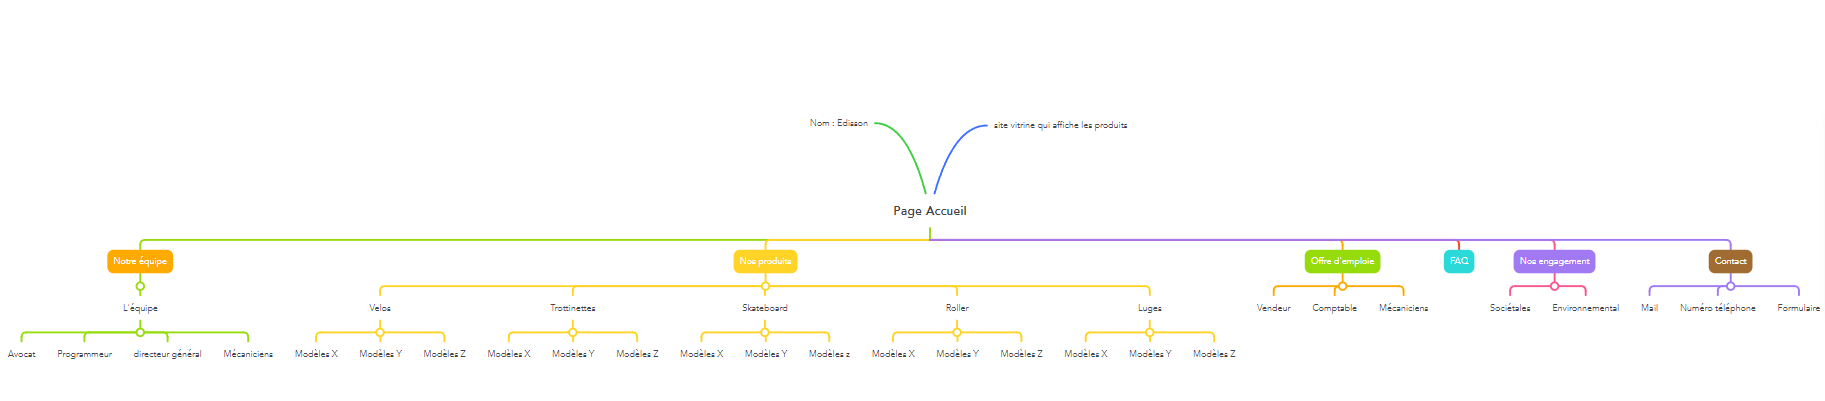 Nom : Edisson
site vitrine qui affiche les produits
Page Accueil
Notre équipe
Nos produits
Offre d'emploie
FAQ
Nos engagement
Contact
L'équipe
Velos
Trottinettes
Skateboard
Roller
Luges
Vendeur
Comptable
Mécaniciens
Sociétales
Environnemental
Mail
Numéro téléphone
Formulaire
Avocat
Programmeur
directeur général
Mécaniciens
Modèles X
Modèles Y
Modèles Z
Modèles X
Modèles Y
Modèles Z
Modèles X
Modèles Y
Modèles z
Modèles X
Modèles Y
Modèles Z
Modèles X
Modèles Y
Modèles Z